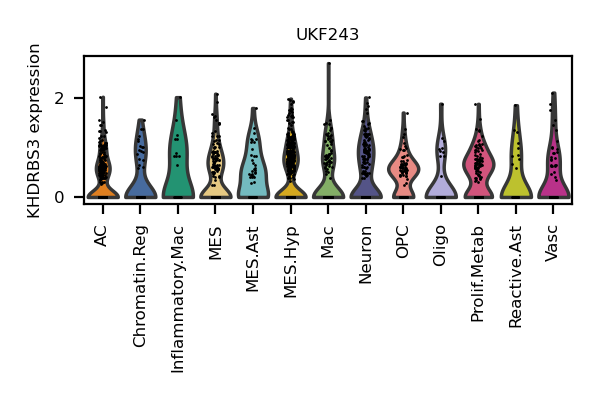 UKF243
KHDRBS3 expression
2
0
AC
Chromatin.Reg
Inflammatory.Mac
MES
MES.Ast
MES.Hyp
Mac
Neuron
OPC
Oligo
Prolif.Metab
Reactive.Ast
Vasc